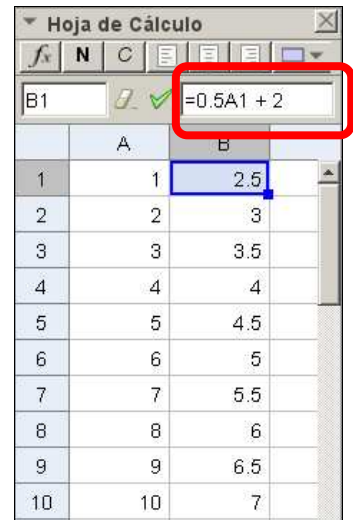 Hoja de Cálculo
fx N C
B1 =0.5A1 + 2
A B
1 1 2.5
2 2 3
3 3 3.5
4 4 4
5 5 4.5
6 6 5
7 7 5.5
8 8 6
9 9 6.5
10 10 7